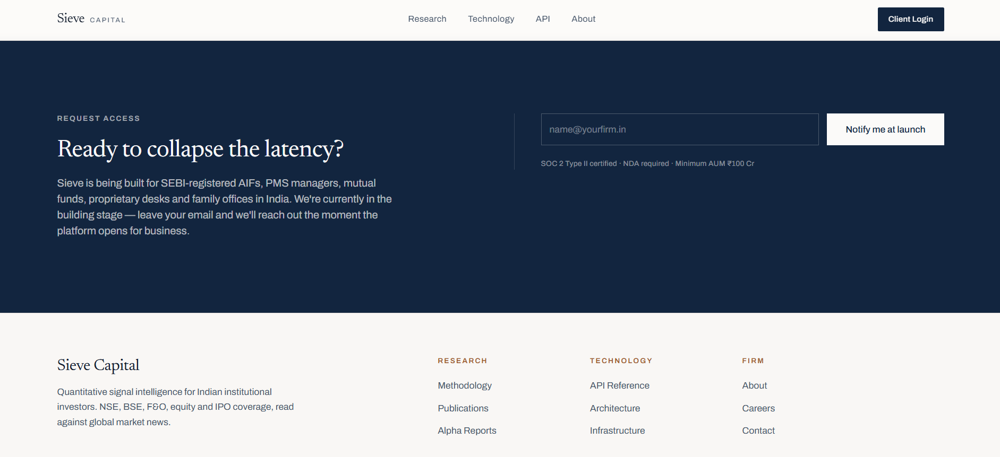 Sieve CAPITAL
Research
Technology
API
About
Client Login
REQUEST ACCESS
Ready to collapse the latency?
Sieve is being built for SEBI-registered AIFs, PMS managers, mutual
funds, proprietary desks and family offices in India. We're currently in the
building stage — leave your email and we'll reach out the moment the
platform opens for business.
name@yourfirm.in
Notify me at launch
SOC 2 Type II certified · NDA required · Minimum AUM ₹100 Cr
Sieve Capital
Quantitative signal intelligence for Indian institutional
investors. NSE, BSE, F&O, equity and IPO coverage, read
against global market news.
RESEARCH
Methodology
Publications
Alpha Reports
TECHNOLOGY
API Reference
Architecture
Infrastructure
FIRM
About
Careers
Contact